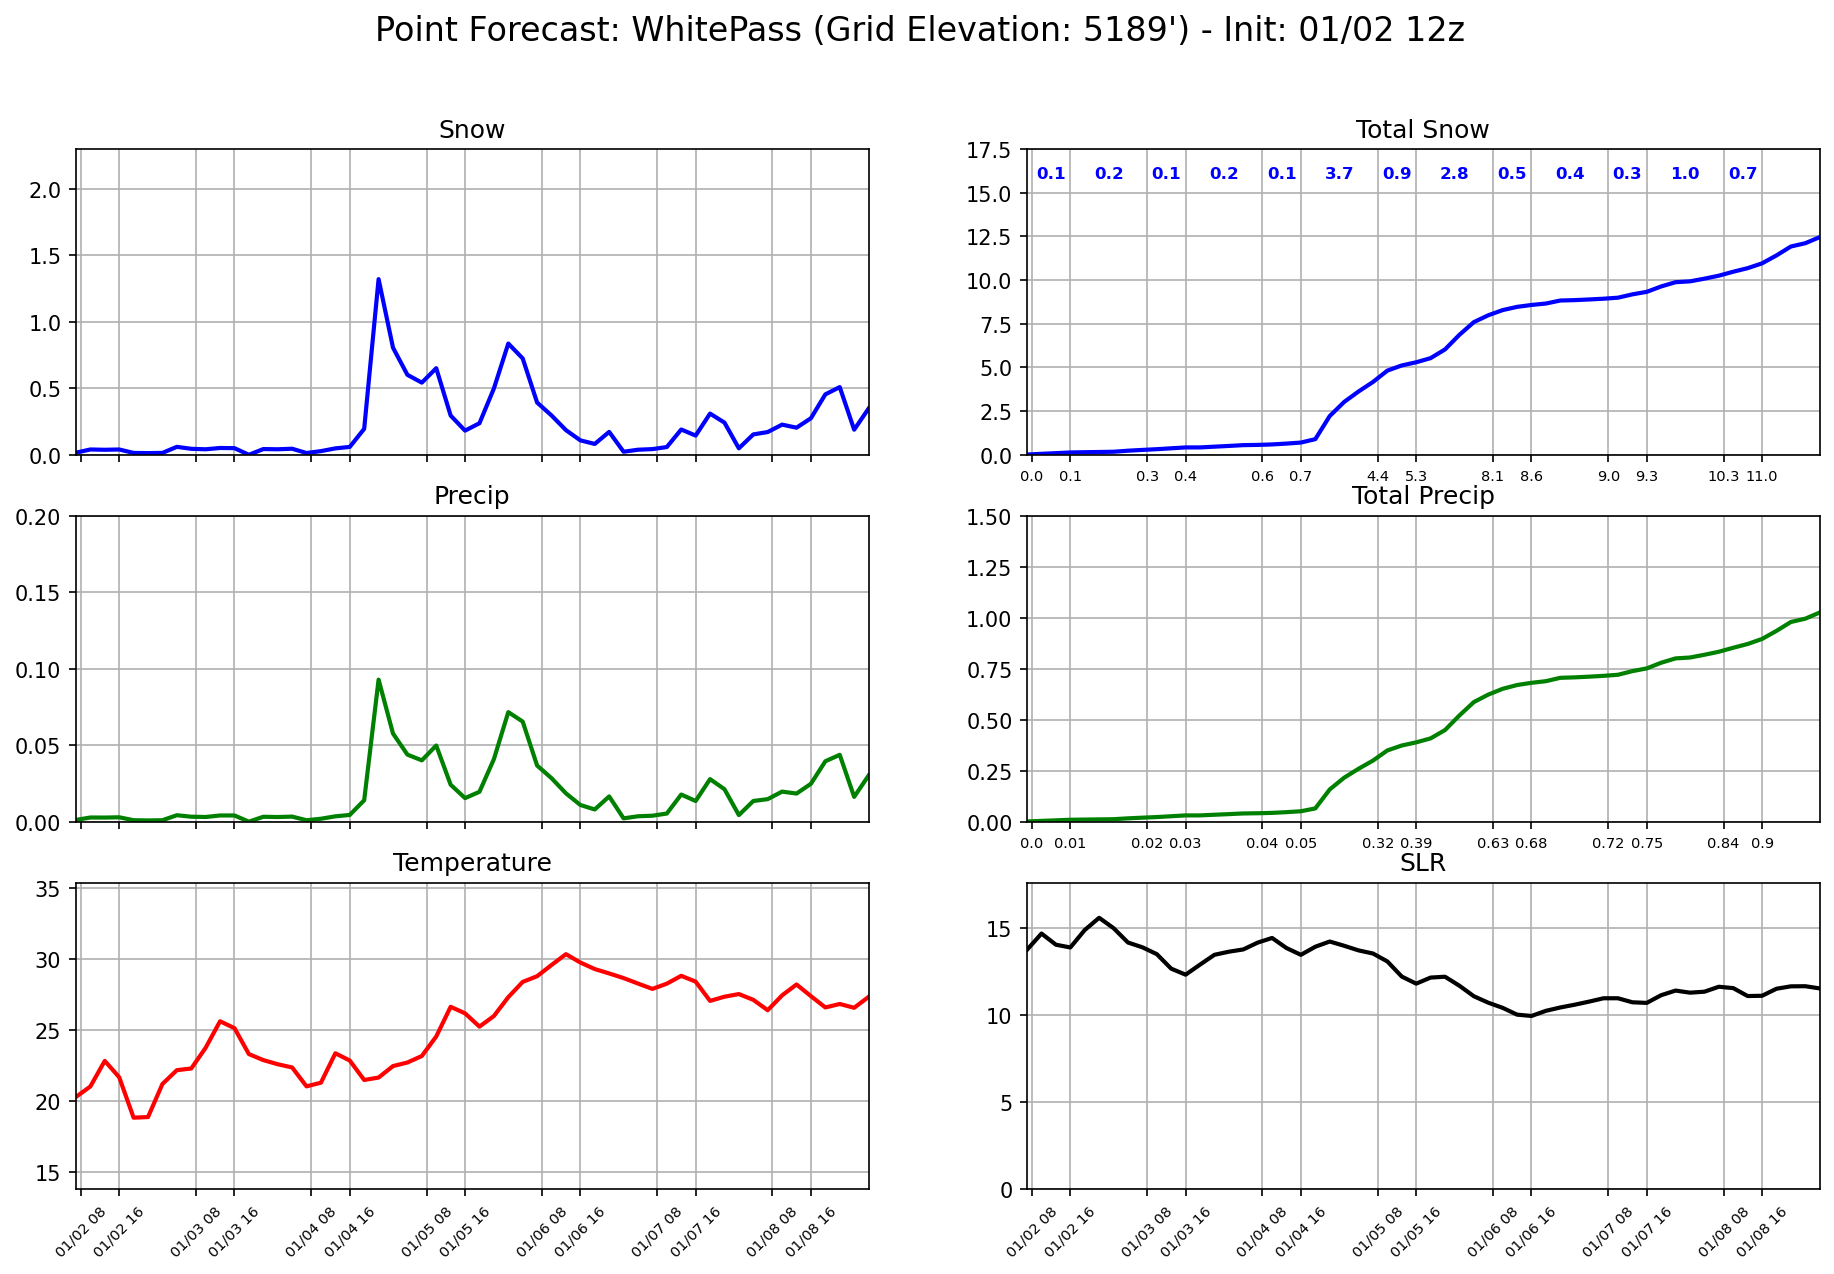 Point Forecast: WhitePass (Grid Elevation: 5189') - Init: 01/02 12z
Snow
2.0
1.5
1.0
0.5
0.0
Total Snow
17.5
15.0
12.5
10.0
7.5
5.0
2.5
0.0
0.1 0.2 0.1 0.2 0.1 3.7 0.9 2.8 0.5 0.4 0.3 1.0 0.7
0.0 0.1 0.3 0.4 0.6 0.7 4.4 5.3 8.1 8.6 9.0 9.3 10.3 11.0
Precip
0.20
0.15
0.10
0.05
0.00
Total Precip
1.50
1.25
1.00
0.75
0.50
0.25
0.00
0.0 0.01 0.02 0.03 0.04 0.05 0.32 0.39 0.63 0.68 0.72 0.75 0.84 0.9
Temperature
35
30
25
20
15
01/02 08 01/02 16 01/03 08 01/03 16 01/04 08 01/04 16 01/05 08 01/05 16 01/06 08 01/06 16 01/07 08 01/07 16 01/08 08 01/08 16
SLR
15
10
5
0
01/02 08 01/02 16 01/03 08 01/03 16 01/04 08 01/04 16 01/05 08 01/05 16 01/06 08 01/06 16 01/07 08 01/07 16 01/08 08 01/08 16